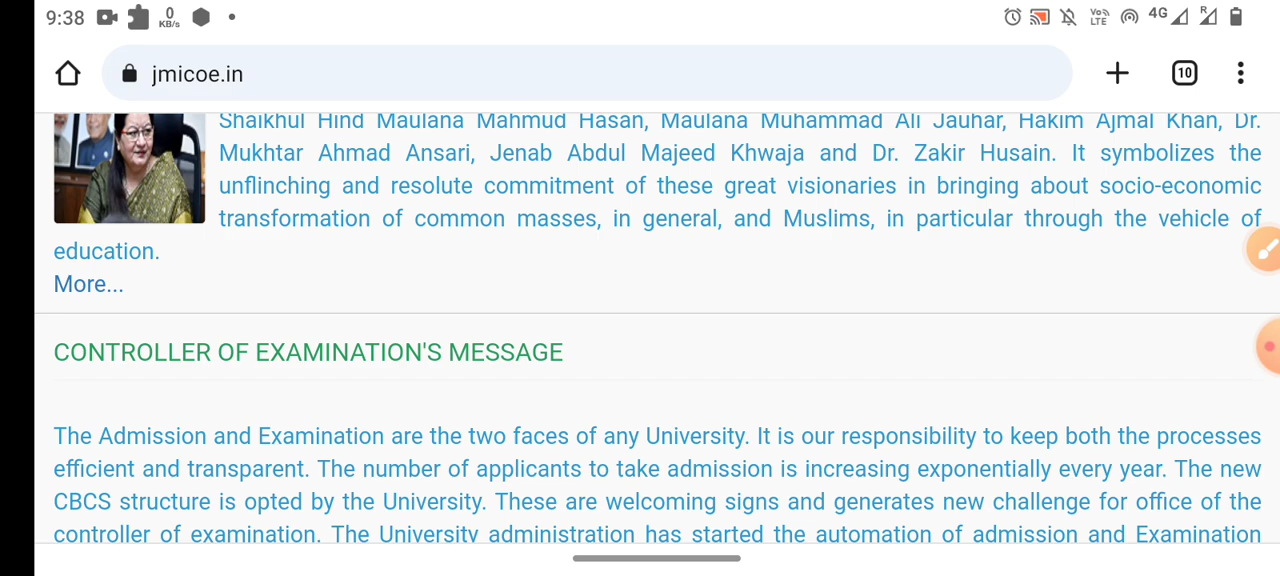 9:38
0
KB/s
Vo))
LTE
4G
R
jmicoe.in
10
Shaikhul Hind Maulana Mahmud Hasan, Maulana Muhammad Ali Jauhar, Hakim Ajmal Khan, Dr.
Mukhtar Ahmad Ansari, Jenab Abdul Majeed Khwaja and Dr. Zakir Husain. It symbolizes the
unflinching and resolute commitment of these great visionaries in bringing about socio-economic
transformation of common masses, in general, and Muslims, in particular through the vehicle of
education.
More...
CONTROLLER OF EXAMINATION'S MESSAGE
The Admission and Examination are the two faces of any University. It is our responsibility to keep both the processes
efficient and transparent. The number of applicants to take admission is increasing exponentially every year. The new
CBCS structure is opted by the University. These are welcoming signs and generates new challenge for office of the
controller of examination. The University administration has started the automation of admission and Examination